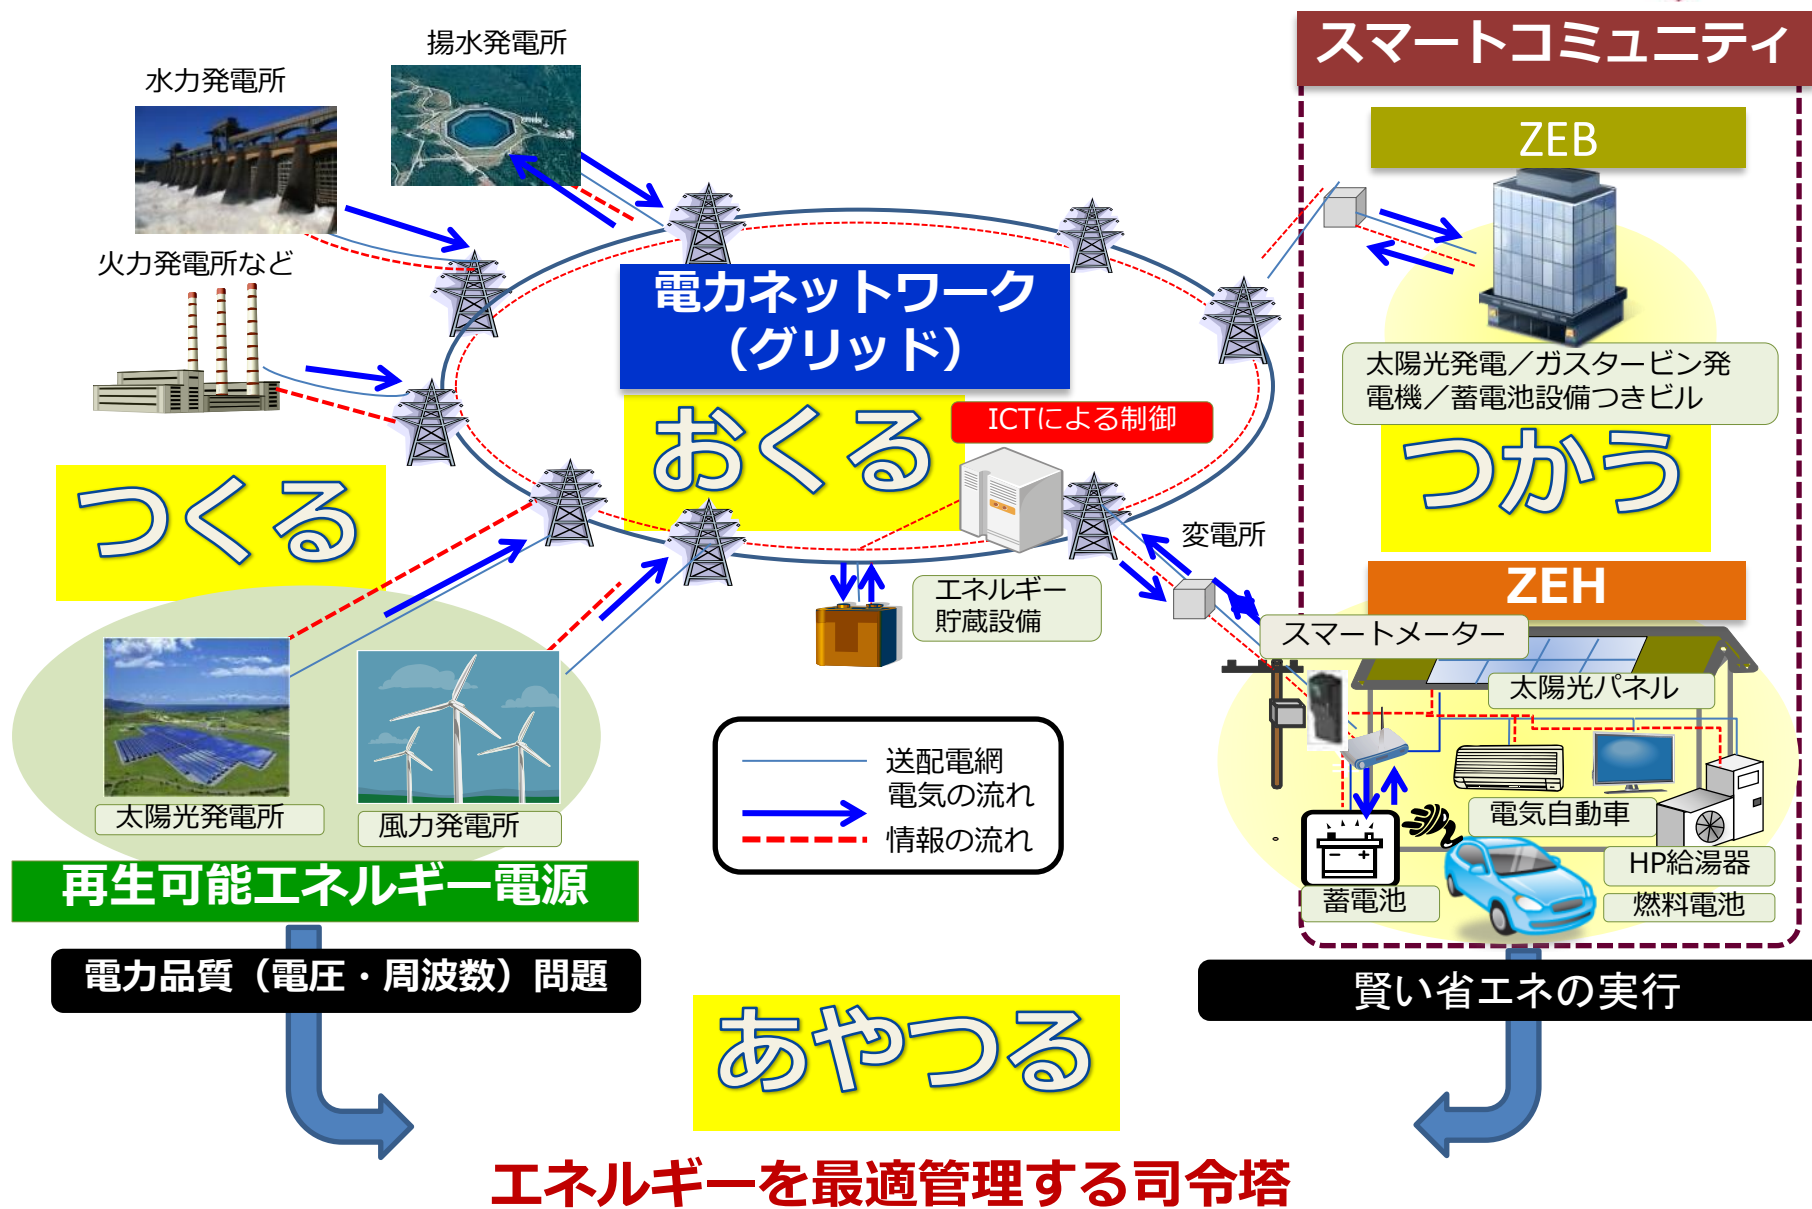 揚水発電所
水力発電所
火力発電所など
スマートコミュニティ
ZEB
電力ネットワーク
（グリッド）
太陽光発電／ガスタービン発
電機／蓄電池設備つきビル
ICTによる制御
おくる
つかう
つくる
変電所
エネルギー
貯蔵設備
ZEH
スマートメーター
太陽光パネル
送配電網
電気の流れ
情報の流れ
太陽光発電所
風力発電所
電気自動車
HP給湯器
蓄電池
燃料電池
再生可能エネルギー電源
電力品質（電圧・周波数）問題
賢い省エネの実行
あやつる
エネルギーを最適管理する司令塔